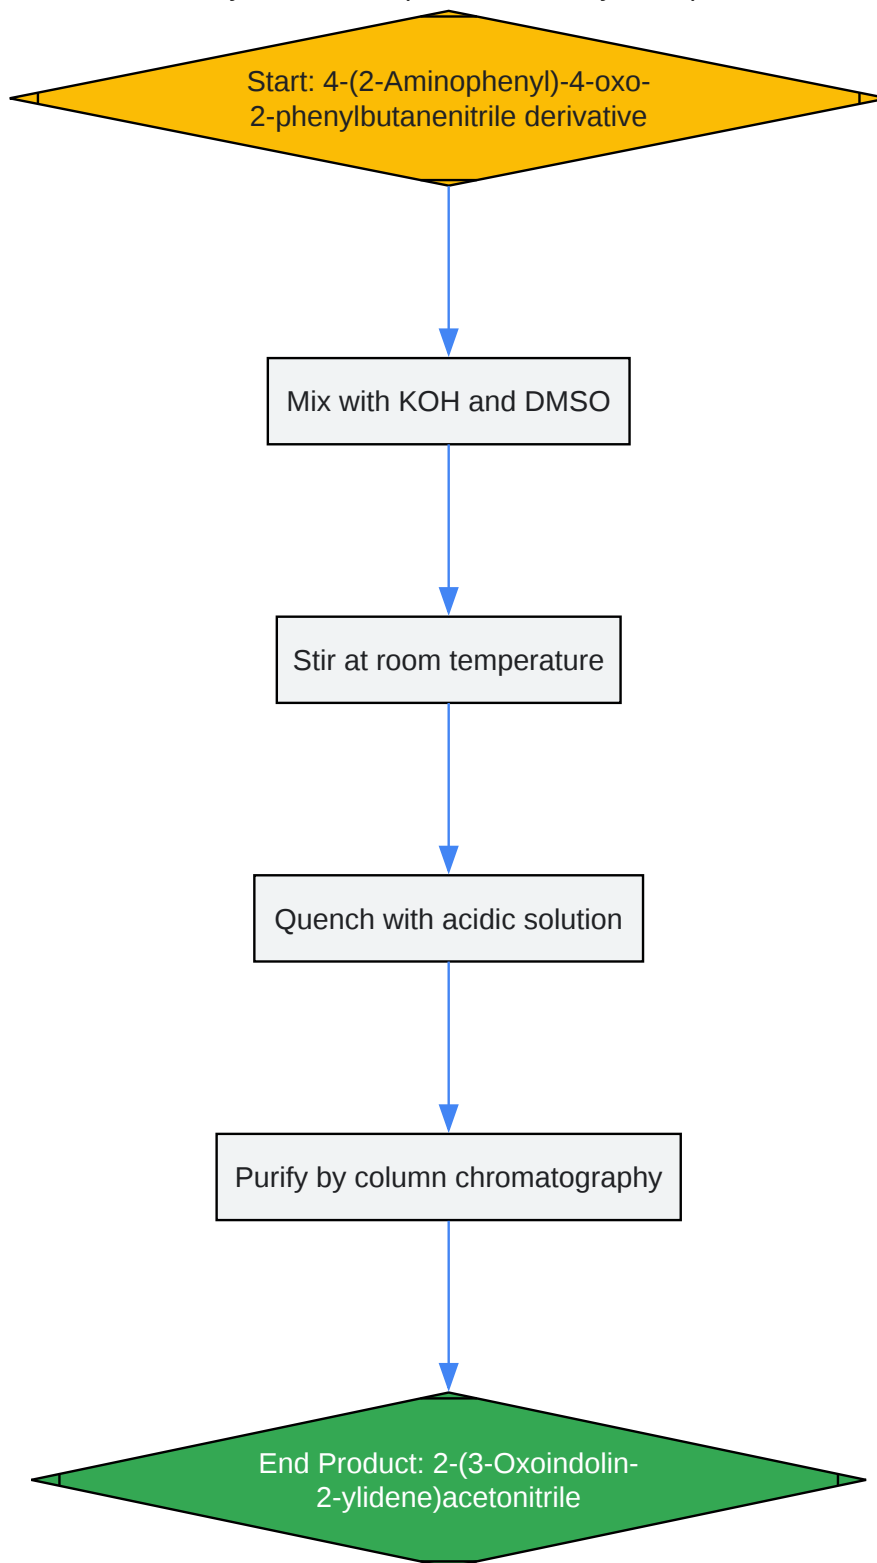 Start: 4-(2-Aminophenyl)-4-oxo-
2-phenylbutanenitrile derivative
Mix with KOH and DMSO
Stir at room temperature
Quench with acidic solution
Purify by column chromatography
End Product: 2-(3-Oxoindolin-
2-ylidene)acetonitrile